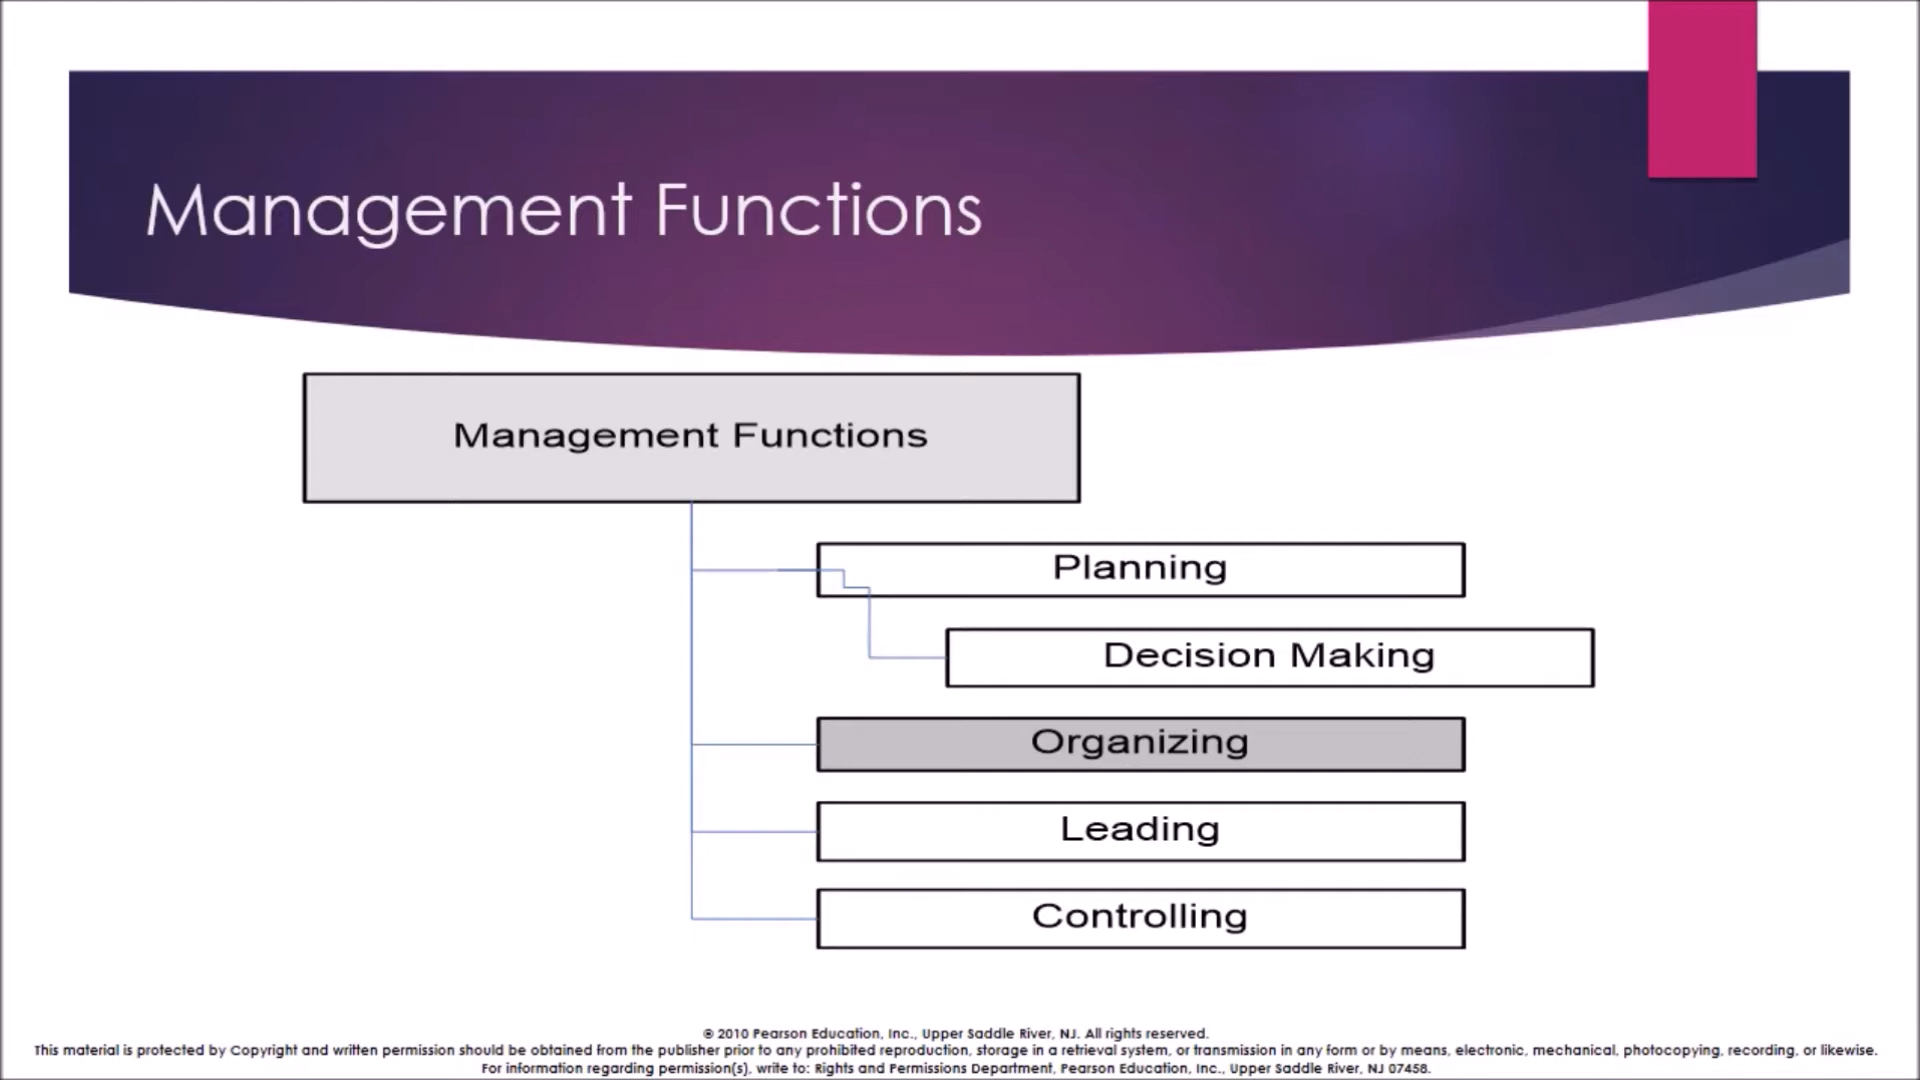 Management Functions
Management Functions
Planning
Decision Making
Organizing
Leading
Controlling
© 2010 Pearson Education, Inc., Upper Saddle River, NJ. All rights reserved.
This material is protected by Copyright and written permission should be obtained from the publisher prior to any prohibited reproduction, storage in a retrieval system, or transmission in any form or by means, electronic, mechanical, photocopying, recording, or likewise.
For information regarding permission(s), write to: Rights and Permissions Department, Pearson Education, Inc., Upper Saddle River, NJ 07458.